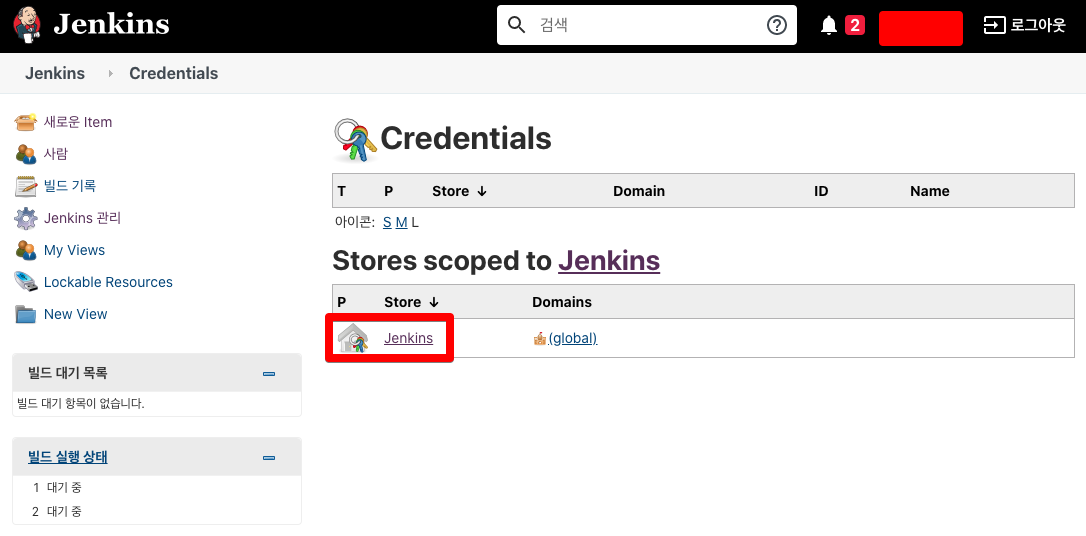 Jenkins
검색
2
로그아웃
Jenkins
Credentials
새로운 Item
사람
빌드 기록
Jenkins 관리
My Views
Lockable Resources
New View
빌드 대기 목록
빌드 대기 항목이 없습니다.
빌드 실행 상태
1 대기 중
2 대기 중
Credentials
T P Store ↓ Domain ID Name
아이콘: S M L
Stores scoped to Jenkins
P Store ↓ Domains
Jenkins (global)